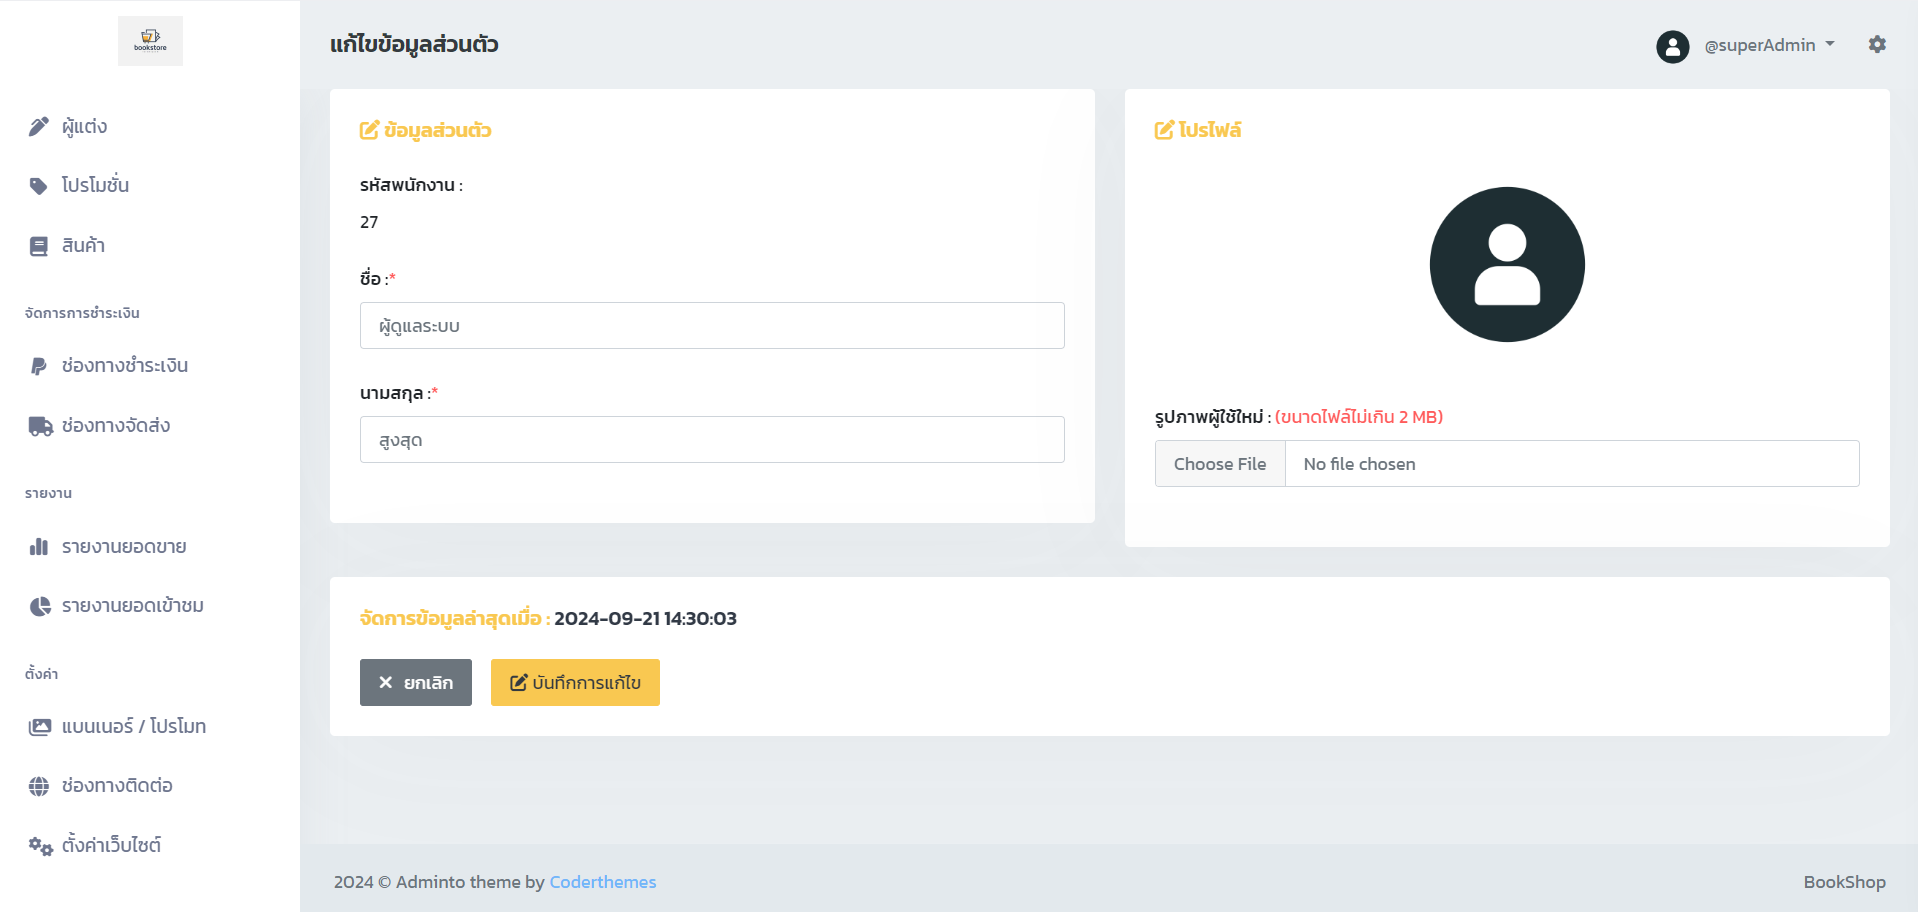 bookstore
ผู้แต่ง
โปรโมชั่น
สินค้า
จัดการการชำระเงิน
ช่องทางชำระเงิน
ช่องทางจัดส่ง
รายงาน
รายงานยอดขาย
รายงานยอดเข้าชม
ตั้งค่า
แบนเนอร์ / โปรโมท
ช่องทางติดต่อ
ตั้งค่าเว็บไซต์
แก้ไขข้อมูลส่วนตัว
@superAdmin
ข้อมูลส่วนตัว
รหัสพนักงาน :
27
ชื่อ :*
ผู้ดูแลระบบ
นามสกุล :*
สูงสุด
โปรไฟล์
รูปภาพผู้ใช้ใหม่ : (ขนาดไฟล์ไม่เกิน 2 MB)
Choose File No file chosen
จัดการข้อมูลล่าสุดเมื่อ : 2024-09-21 14:30:03
ยกเลิก
บันทึกการแก้ไข
2024 © Adminto theme by Coderthemes
BookShop